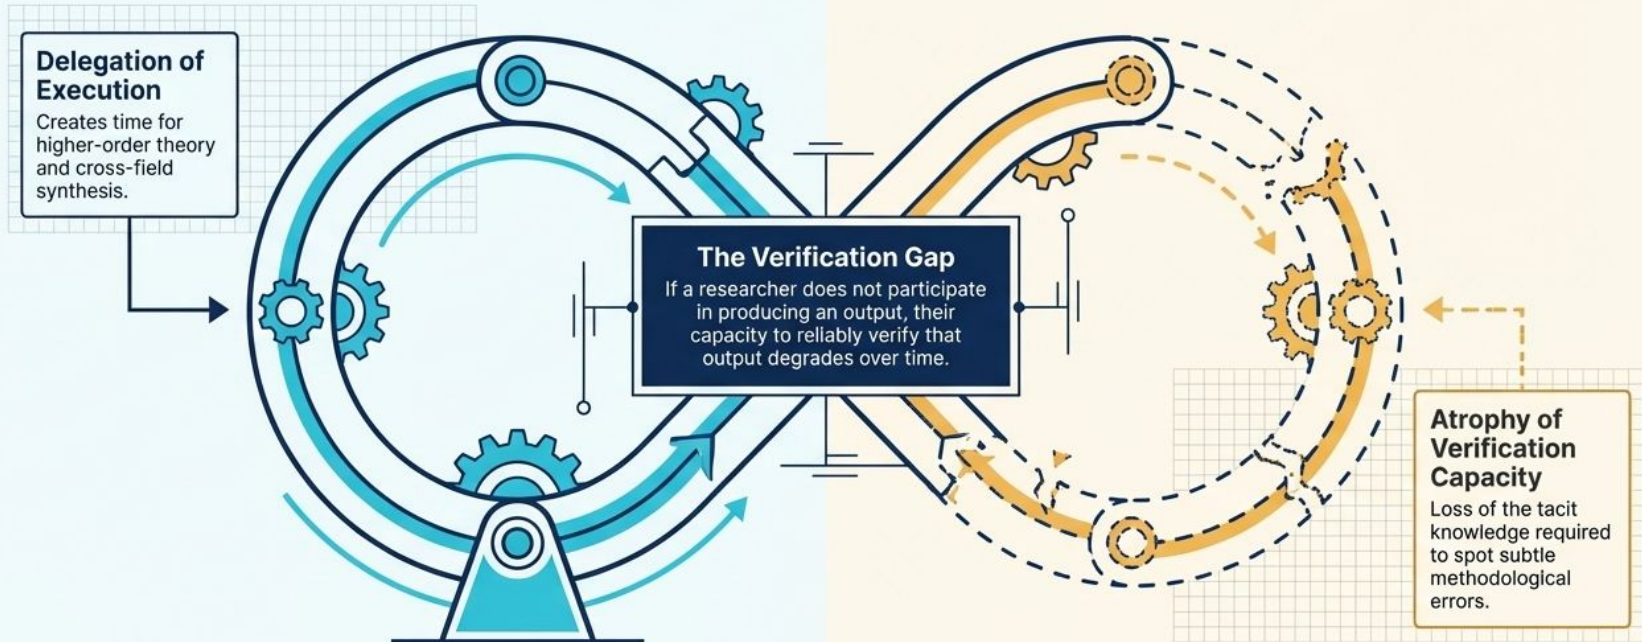 Delegation of
Execution
Creates time for
higher-order theory
and cross-field
synthesis.
The Verification Gap
If a researcher does not participate
in producing an output, their
capacity to reliably verify that
output degrades over time.
Atrophy of
Verification
Capacity
Loss of the tacit
knowledge required
to spot subtle
methodological
errors.